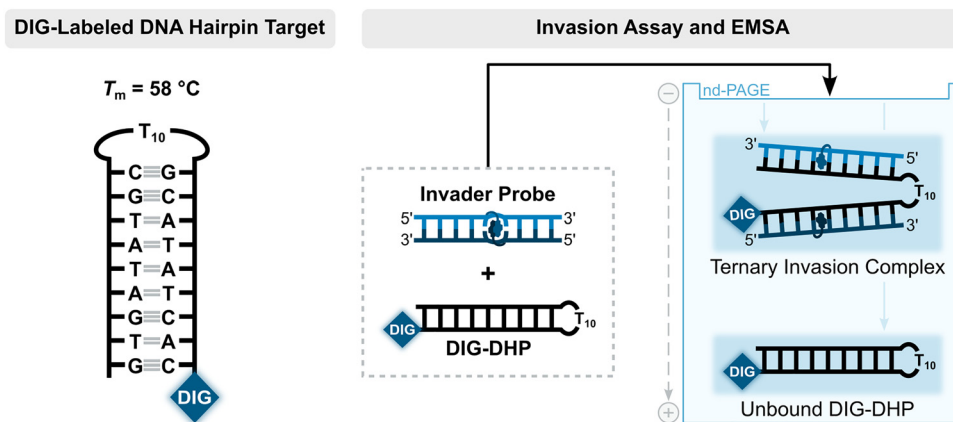 DIG-Labeled DNA Hairpin Target
Tm = 58 °C
T10
C≡G
G≡C
T=A
A=T
T=A
A=T
G≡C
T=A
G≡C
DIG
Invasion Assay and EMSA
Invader Probe
5' 3'
3' 5'
+
DIG T10
DIG-DHP
−
nd-PAGE
3' 5'
T10
DIG
5' 3'
Ternary Invasion Complex
DIG T10
Unbound DIG-DHP
+